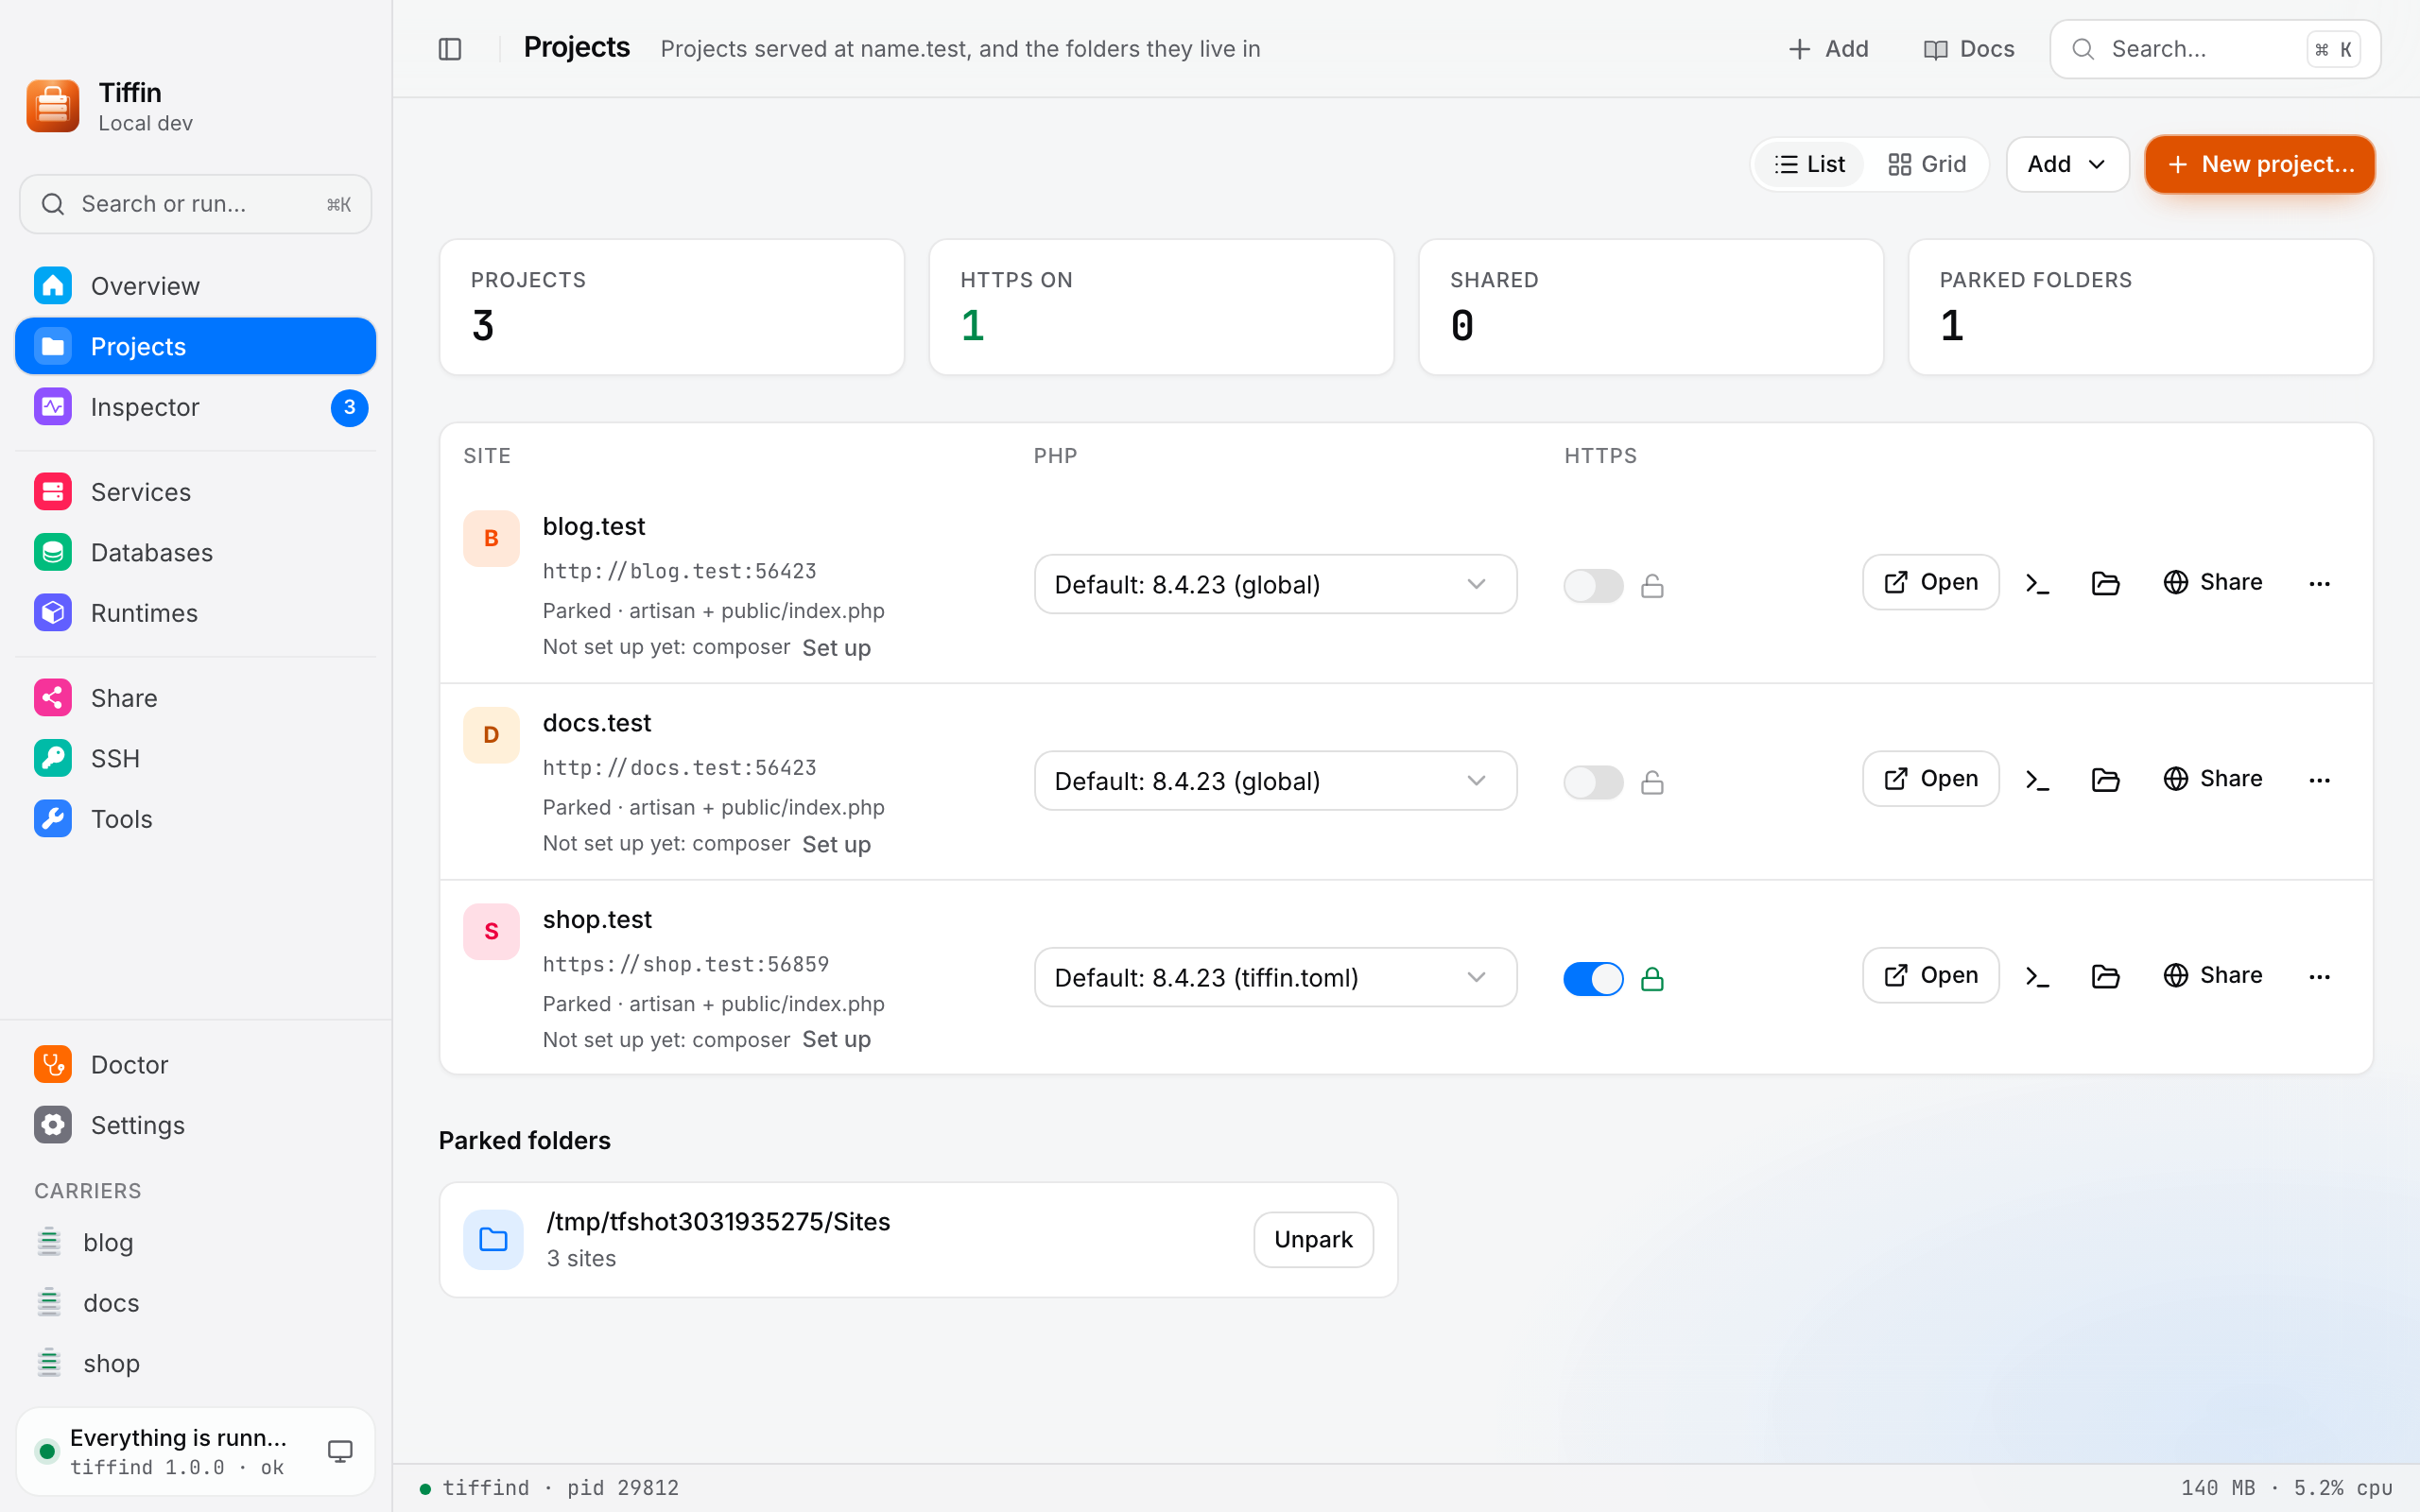 Tiffin
Local dev
Search or run... ⌘K
Overview
Projects
Inspector 3
Services
Databases
Runtimes
Share
SSH
Tools
Doctor
Settings
CARRIERS
blog
docs
shop
Everything is runn...
tiffind 1.0.0 · ok
Projects Projects served at name.test, and the folders they live in
Add Docs Search... ⌘ K
List Grid Add New project...
PROJECTS
3
HTTPS ON
1
SHARED
0
PARKED FOLDERS
1
SITE PHP HTTPS
B
blog.test
http://blog.test:56423
Parked · artisan + public/index.php
Not set up yet: composer Set up
Default: 8.4.23 (global)
Open Share
D
docs.test
http://docs.test:56423
Parked · artisan + public/index.php
Not set up yet: composer Set up
Default: 8.4.23 (global)
Open Share
S
shop.test
https://shop.test:56859
Parked · artisan + public/index.php
Not set up yet: composer Set up
Default: 8.4.23 (tiffin.toml)
Open Share
Parked folders
/tmp/tfshot3031935275/Sites
3 sites
Unpark
tiffind · pid 29812
140 MB · 5.2% cpu